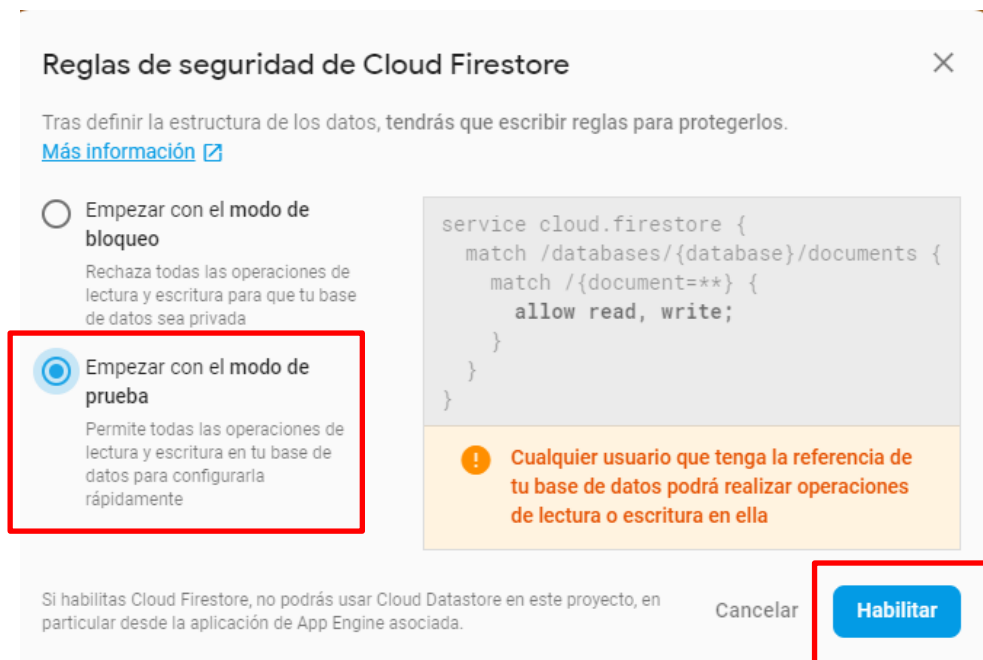 Reglas de seguridad de Cloud Firestore
Tras definir la estructura de los datos, tendrás que escribir reglas para protegerlos.
Más información
Empezar con el modo de
bloqueo
Rechaza todas las operaciones de
lectura y escritura para que tu base
de datos sea privada
Empezar con el modo de
prueba
Permite todas las operaciones de
lectura y escritura en tu base de
datos para configurarla
rápidamente
service cloud.firestore {
  match /databases/{database}/documents {
    match /{document=**} {
      allow read, write;
    }
  }
}
Cualquier usuario que tenga la referencia de
tu base de datos podrá realizar operaciones
de lectura o escritura en ella
Si habilitas Cloud Firestore, no podrás usar Cloud Datastore en este proyecto, en
particular desde la aplicación de App Engine asociada.
Cancelar
Habilitar